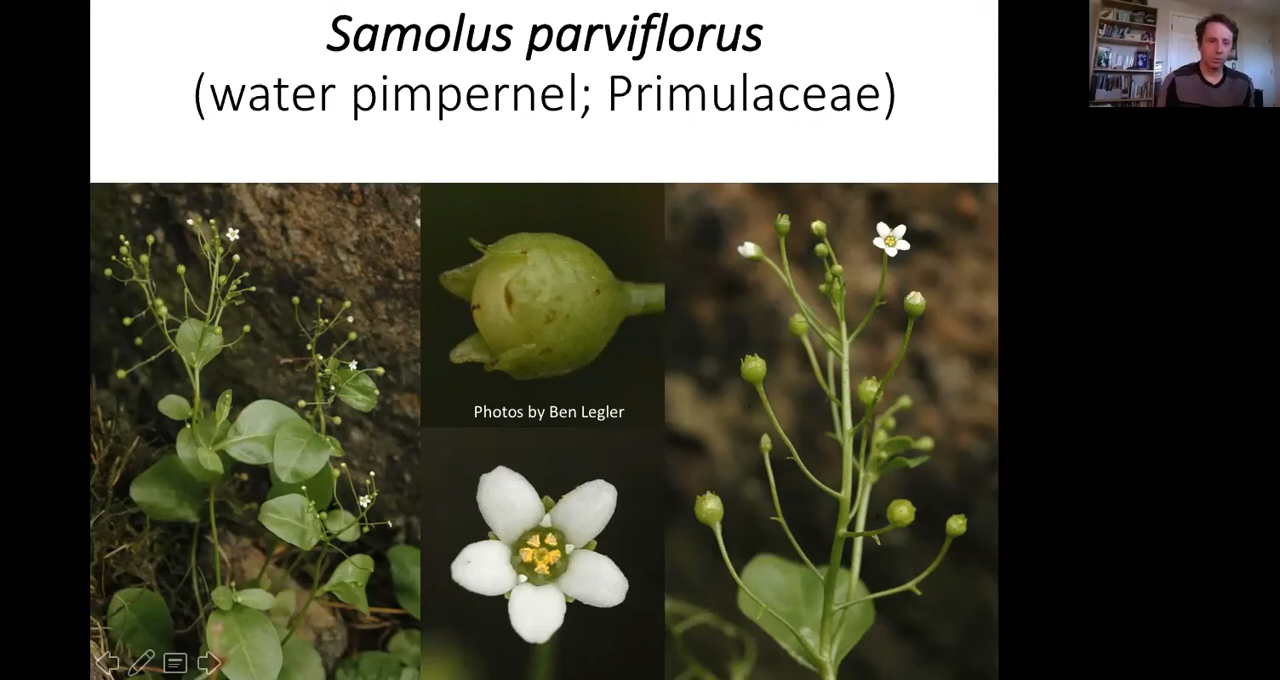 Samolus parviflorus
(water pimpernel; Primulaceae)
Photos by Ben Legler